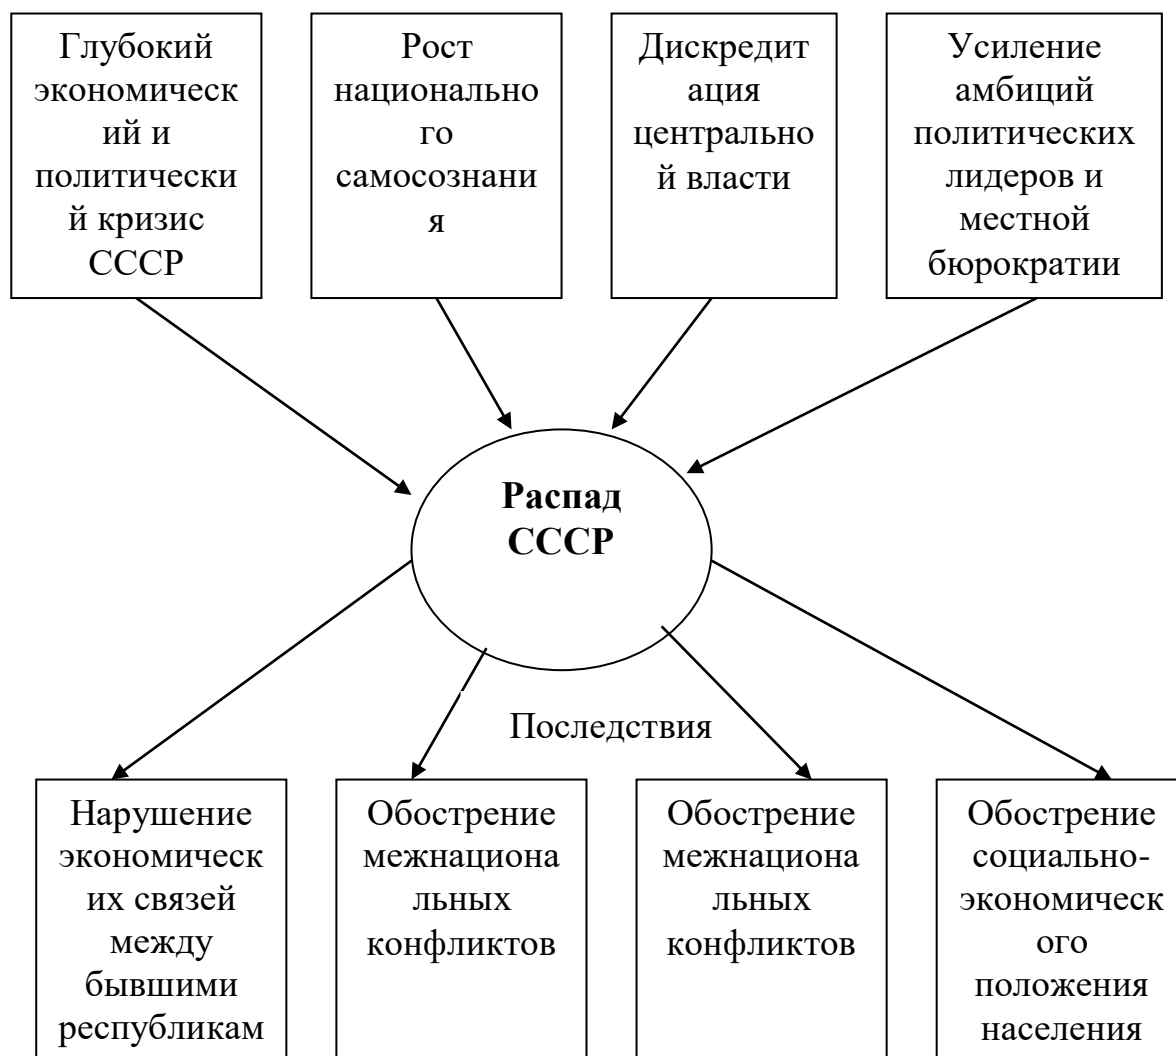 Глубокий
экономическ
ий и
политически
й кризис
СССР
Рост
национально
го
самосознани
я
Дискредит
ация
центрально
й власти
Усиление
амбиций
политических
лидеров и
местной
бюрократии
Распад
СССР
Последствия
Нарушение
экономическ
их связей
между
бывшими
республикам
Обострение
межнациона
льных
конфликтов
Обострение
межнациона
льных
конфликтов
Обострение
социально-
экономическ
ого
положения
населения